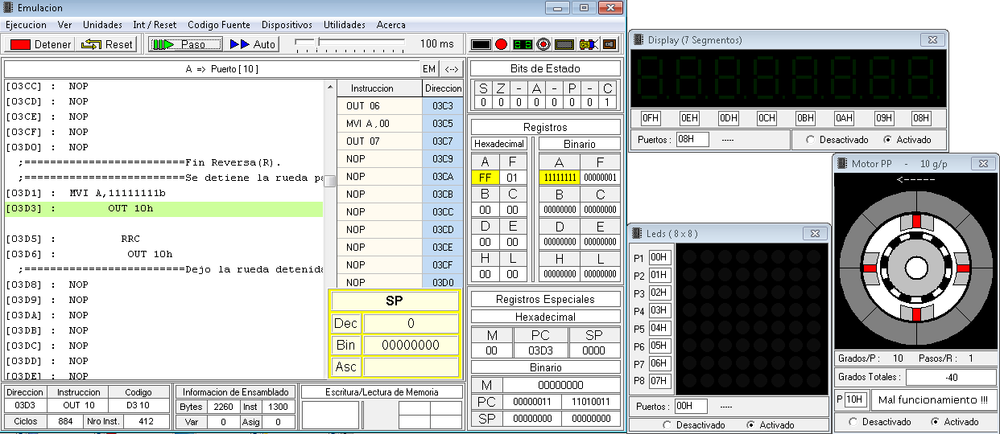 Emulacion
Ejecucion Ver Unidades Int / Reset Codigo Fuente Dispositivos Utilidades Acerca
Detener Reset Paso Auto 100 ms
A => Puerto [ 10 ] EM <-->
[03CC] : NOP
[03CD] : NOP
[03CE] : NOP
[03CF] : NOP
[03D0] : NOP
;=========================Fin Reversa(R).
;=========================Se detiene la rueda pa
[03D1] : MVI A,11111111b
[03D3] : OUT 10h
[03D5] : RRC
[03D6] : OUT 10h
;=========================Dejo la rueda detenida
[03D8] : NOP
[03D9] : NOP
[03DA] : NOP
[03DB] : NOP
[03DC] : NOP
[03DD] : NOP
[03DE] : NOP
Instruccion Direccion
OUT 06 03C3
MVI A,00 03C5
OUT 07 03C7
NOP 03C9
NOP 03CA
NOP 03CB
NOP 03CC
NOP 03CD
NOP 03CE
NOP 03CF
NOP 03D0
SP
Dec 0
Bin 00000000
Asc
Direccion Instruccion Codigo
03D3 OUT 10 D3 10
Ciclos 884 Nro Inst. 412
Informacion de Ensamblado
Bytes 2260 Inst 1300
Var 0 Asig 0
Escritura/Lectura de Memoria
Bits de Estado
S Z - A - P - C
0 0 0 0 0 0 0 1
Registros
Hexadecimal Binario
A F A F
FF 01 11111111 00000001
B C B C
00 00 00000000 00000000
D E D E
00 00 00000000 00000000
H L H L
00 00 00000000 00000000
Registros Especiales
Hexadecimal
M PC SP
00 03D3 0000
Binario
M 00000000
PC 00000011 11010011
SP 00000000 00000000
Display (7 Segmentos)
0FH 0EH 0DH 0CH 0BH 0AH 09H 08H
Puertos : 08H ----- Desactivado Activado
Leds ( 8 x 8 )
P1 00H
P2 01H
P3 02H
P4 03H
P5 04H
P6 05H
P7 06H
P8 07H
Puertos : 00H -----
Desactivado Activado
Motor PP - 10 g/p
<-----
Grados/P : 10 Pasos/R : 1
Grados Totales : -40
P 10H Mal funcionamiento !!!
Desactivado Activado